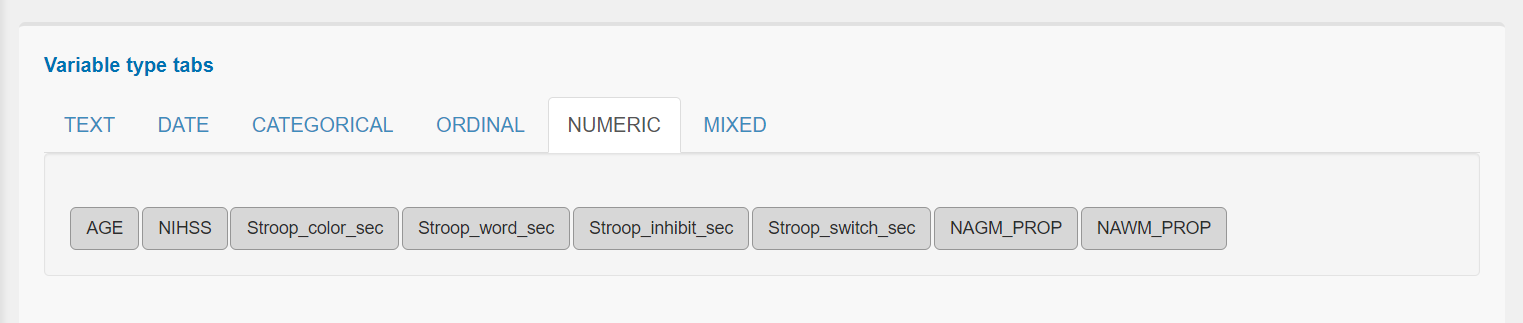 Variable type tabs
TEXT DATE CATEGORICAL ORDINAL NUMERIC MIXED
AGE NIHSS Stroop_color_sec Stroop_word_sec Stroop_inhibit_sec Stroop_switch_sec NAGM_PROP NAWM_PROP